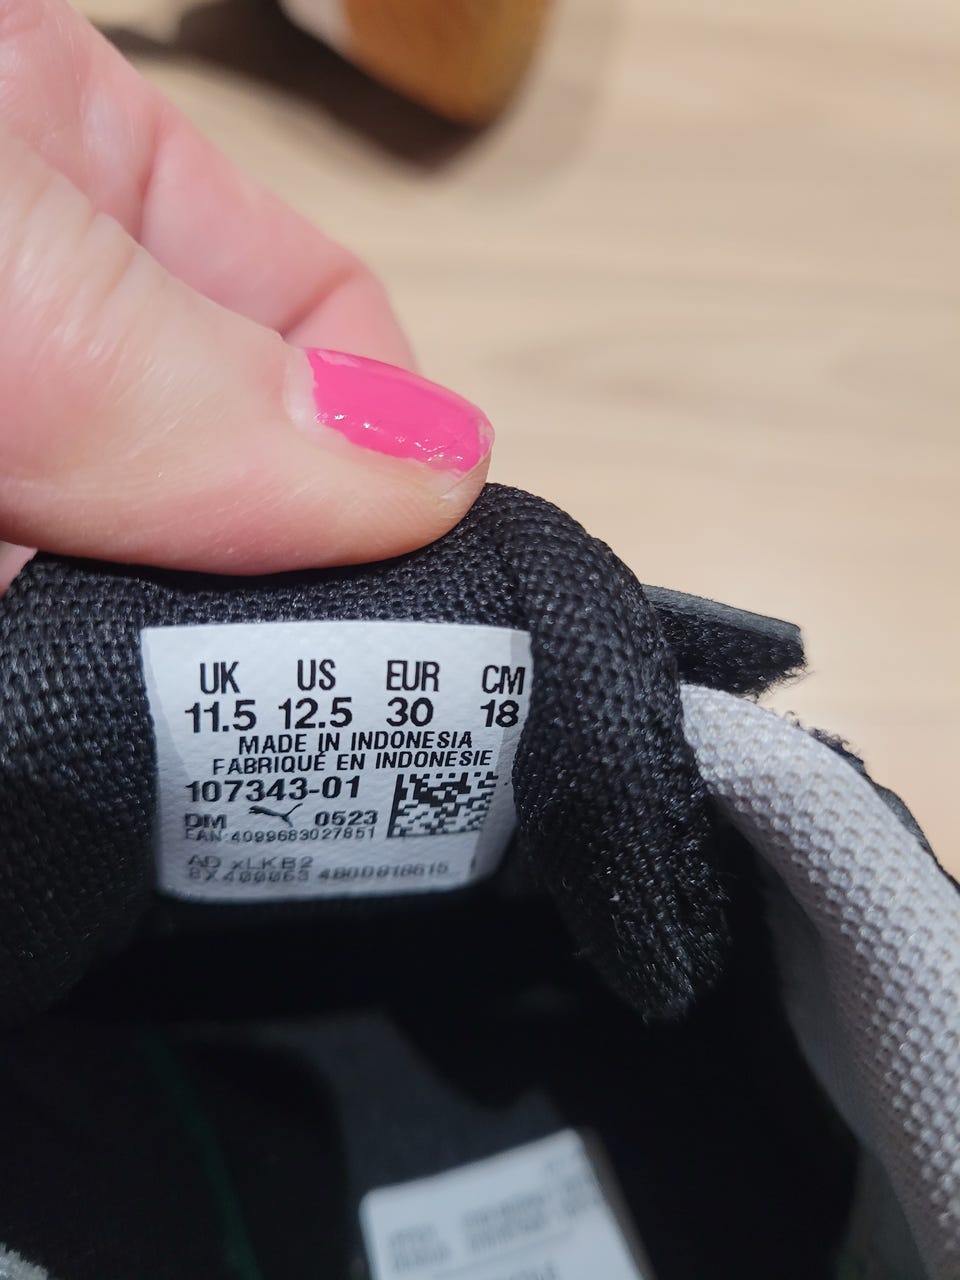 UK US EUR CM
11.5 12.5 30 18
MADE IN INDONESIA
FABRIQUÉ EN INDONESIE
107343-01
DM 0523
EAN:4099683027851
AD xLKB2